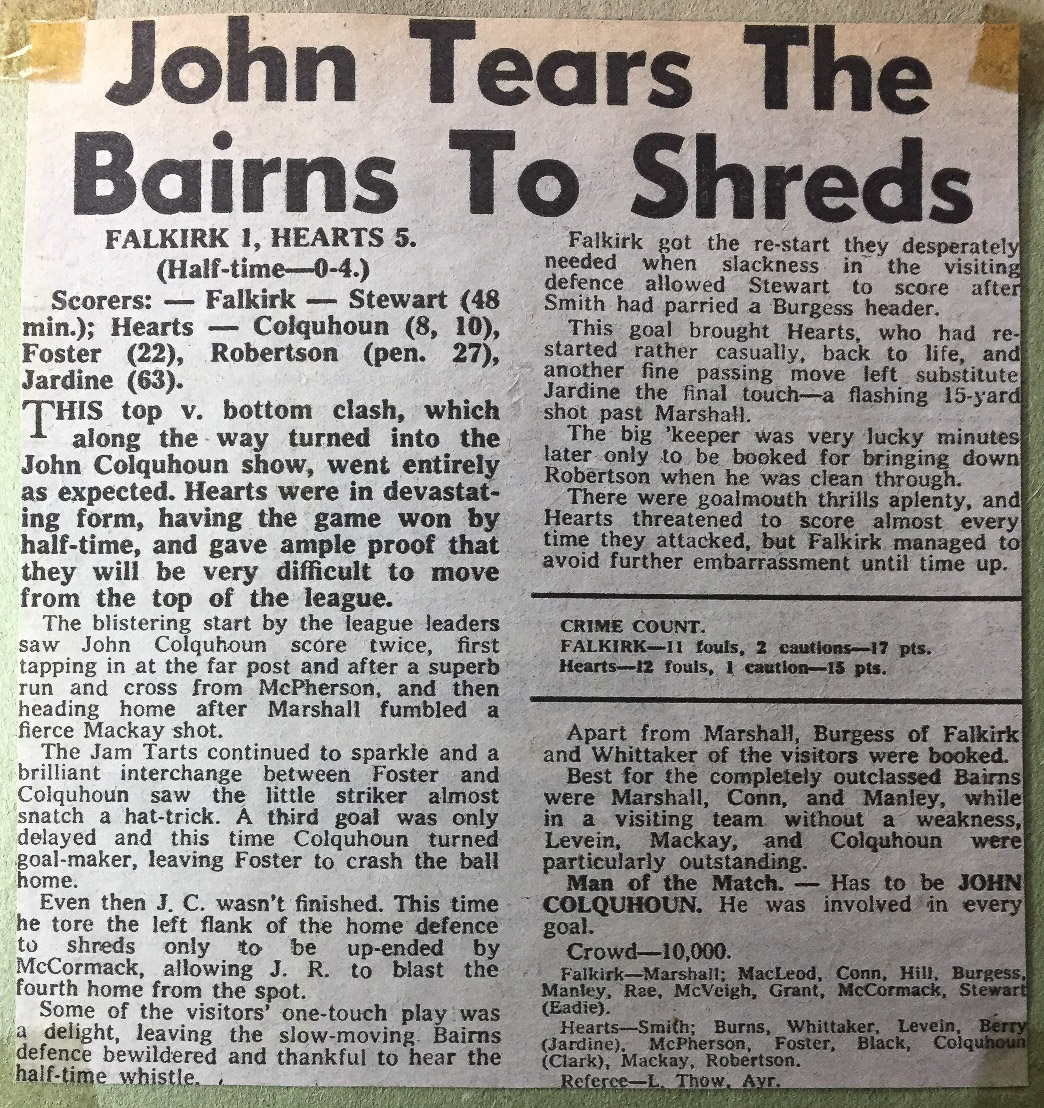 John Tears The
Bairns To Shreds
FALKIRK 1, HEARTS 5.
(Half-time—0-4.)
Scorers: — Falkirk — Stewart (48
min.); Hearts — Colquhoun (8, 10),
Foster (22), Robertson (pen. 27),
Jardine (63).
THIS top v. bottom clash, which
along the way turned into the
John Colquhoun show, went entirely
as expected. Hearts were in devastat-
ing form, having the game won by
half-time, and gave ample proof that
they will be very difficult to move
from the top of the league.
The blistering start by the league leaders
saw John Colquhoun score twice, first
tapping in at the far post and after a superb
run and cross from McPherson, and then
heading home after Marshall fumbled a
fierce Mackay shot.
The Jam Tarts continued to sparkle and a
brilliant interchange between Foster and
Colquhoun saw the little striker almost
snatch a hat-trick. A third goal was only
delayed and this time Colquhoun turned
goal-maker, leaving Foster to crash the ball
home.
Even then J. C. wasn't finished. This time
he tore the left flank of the home defence
to shreds only to be up-ended by
McCormack, allowing J. R. to blast the
fourth home from the spot.
Some of the visitors' one-touch play was
a delight, leaving the slow-moving Bairns
defence bewildered and thankful to hear the
half-time whistle.
Falkirk got the re-start they desperately
needed when slackness in the visiting
defence allowed Stewart to score after
Smith had parried a Burgess header.
This goal brought Hearts, who had re-
started rather casually, back to life, and
another fine passing move left substitute
Jardine the final touch—a flashing 15-yard
shot past Marshall.
The big 'keeper was very lucky minutes
later only to be booked for bringing down
Robertson when he was clean through.
There were goalmouth thrills aplenty, and
Hearts threatened to score almost every
time they attacked, but Falkirk managed to
avoid further embarrassment until time up.
CRIME COUNT.
FALKIRK—11 fouls, 2 cautions—17 pts.
Hearts—12 fouls, 1 caution—15 pts.
Apart from Marshall, Burgess of Falkirk
and Whittaker of the visitors were booked.
Best for the completely outclassed Bairns
were Marshall, Conn, and Manley, while
in a visiting team without a weakness,
Levein, Mackay, and Colquhoun were
particularly outstanding.
Man of the Match. — Has to be JOHN
COLQUHOUN. He was involved in every
goal.
Crowd—10,000.
Falkirk—Marshall; MacLeod, Conn, Hill, Burgess,
Manley, Rae, McVeigh, Grant, McCormack, Stewart
(Eadie).
Hearts—Smith; Burns, Whittaker, Levein, Berry
(Jardine), McPherson, Foster, Black, Colquhoun
(Clark), Mackay, Robertson.
Referee—L. Thow, Ayr.